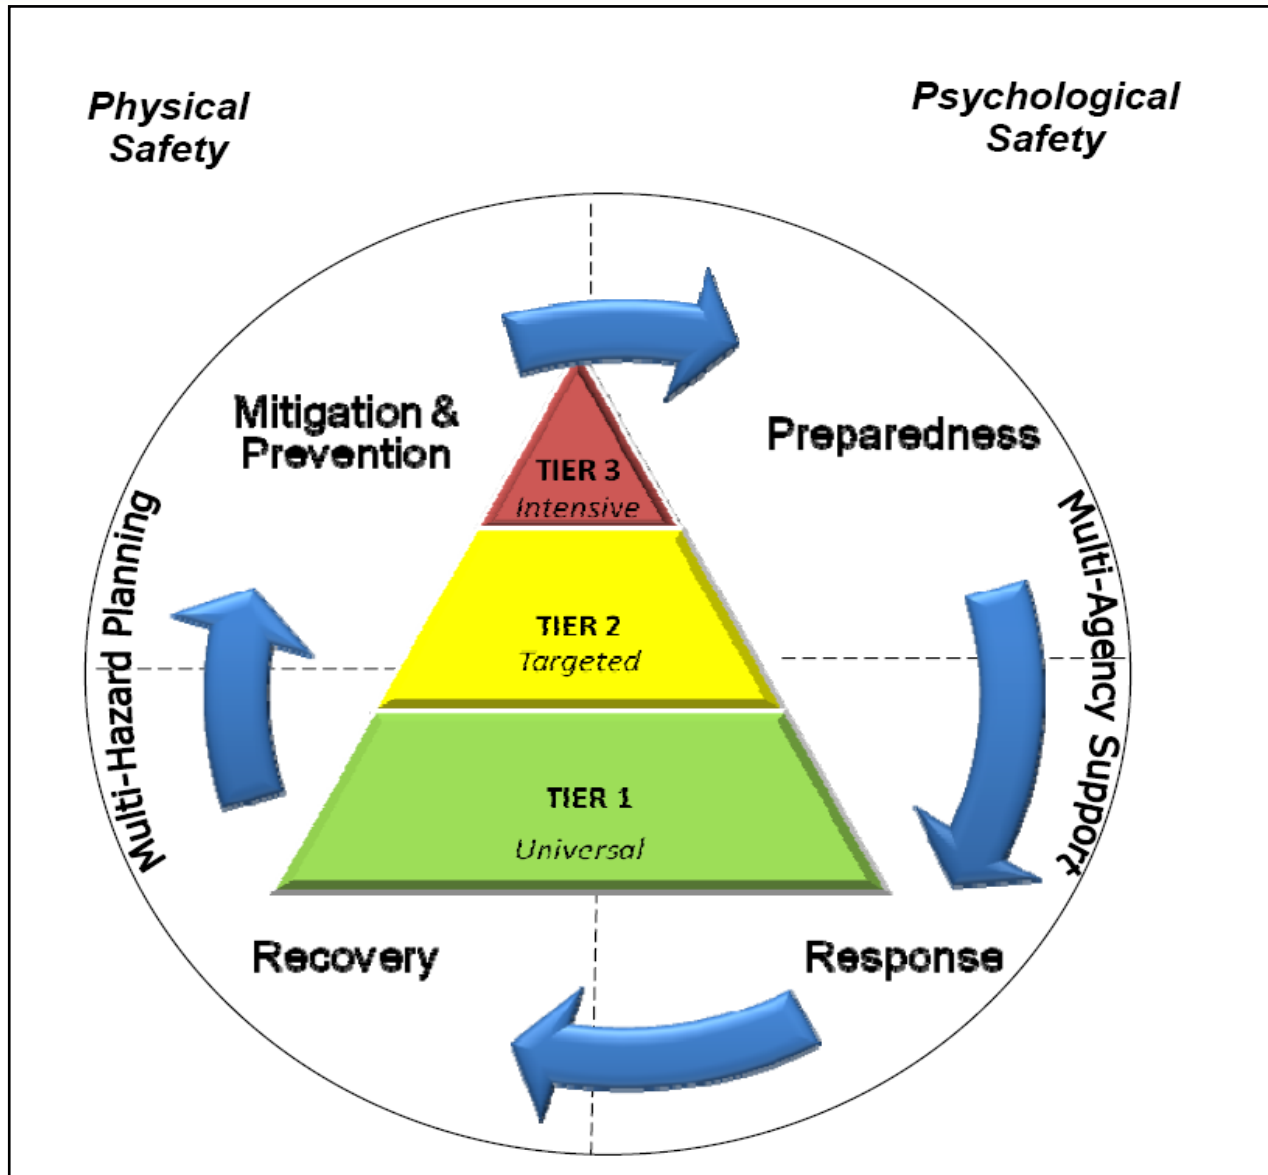 Physical
Safety
Psychological
Safety
Mitigation &
Prevention
Preparedness
TIER 3
Intensive
Multi-Hazard Planning
Multi-Agency Support
TIER 2
Targeted
TIER 1
Universal
Recovery
Response